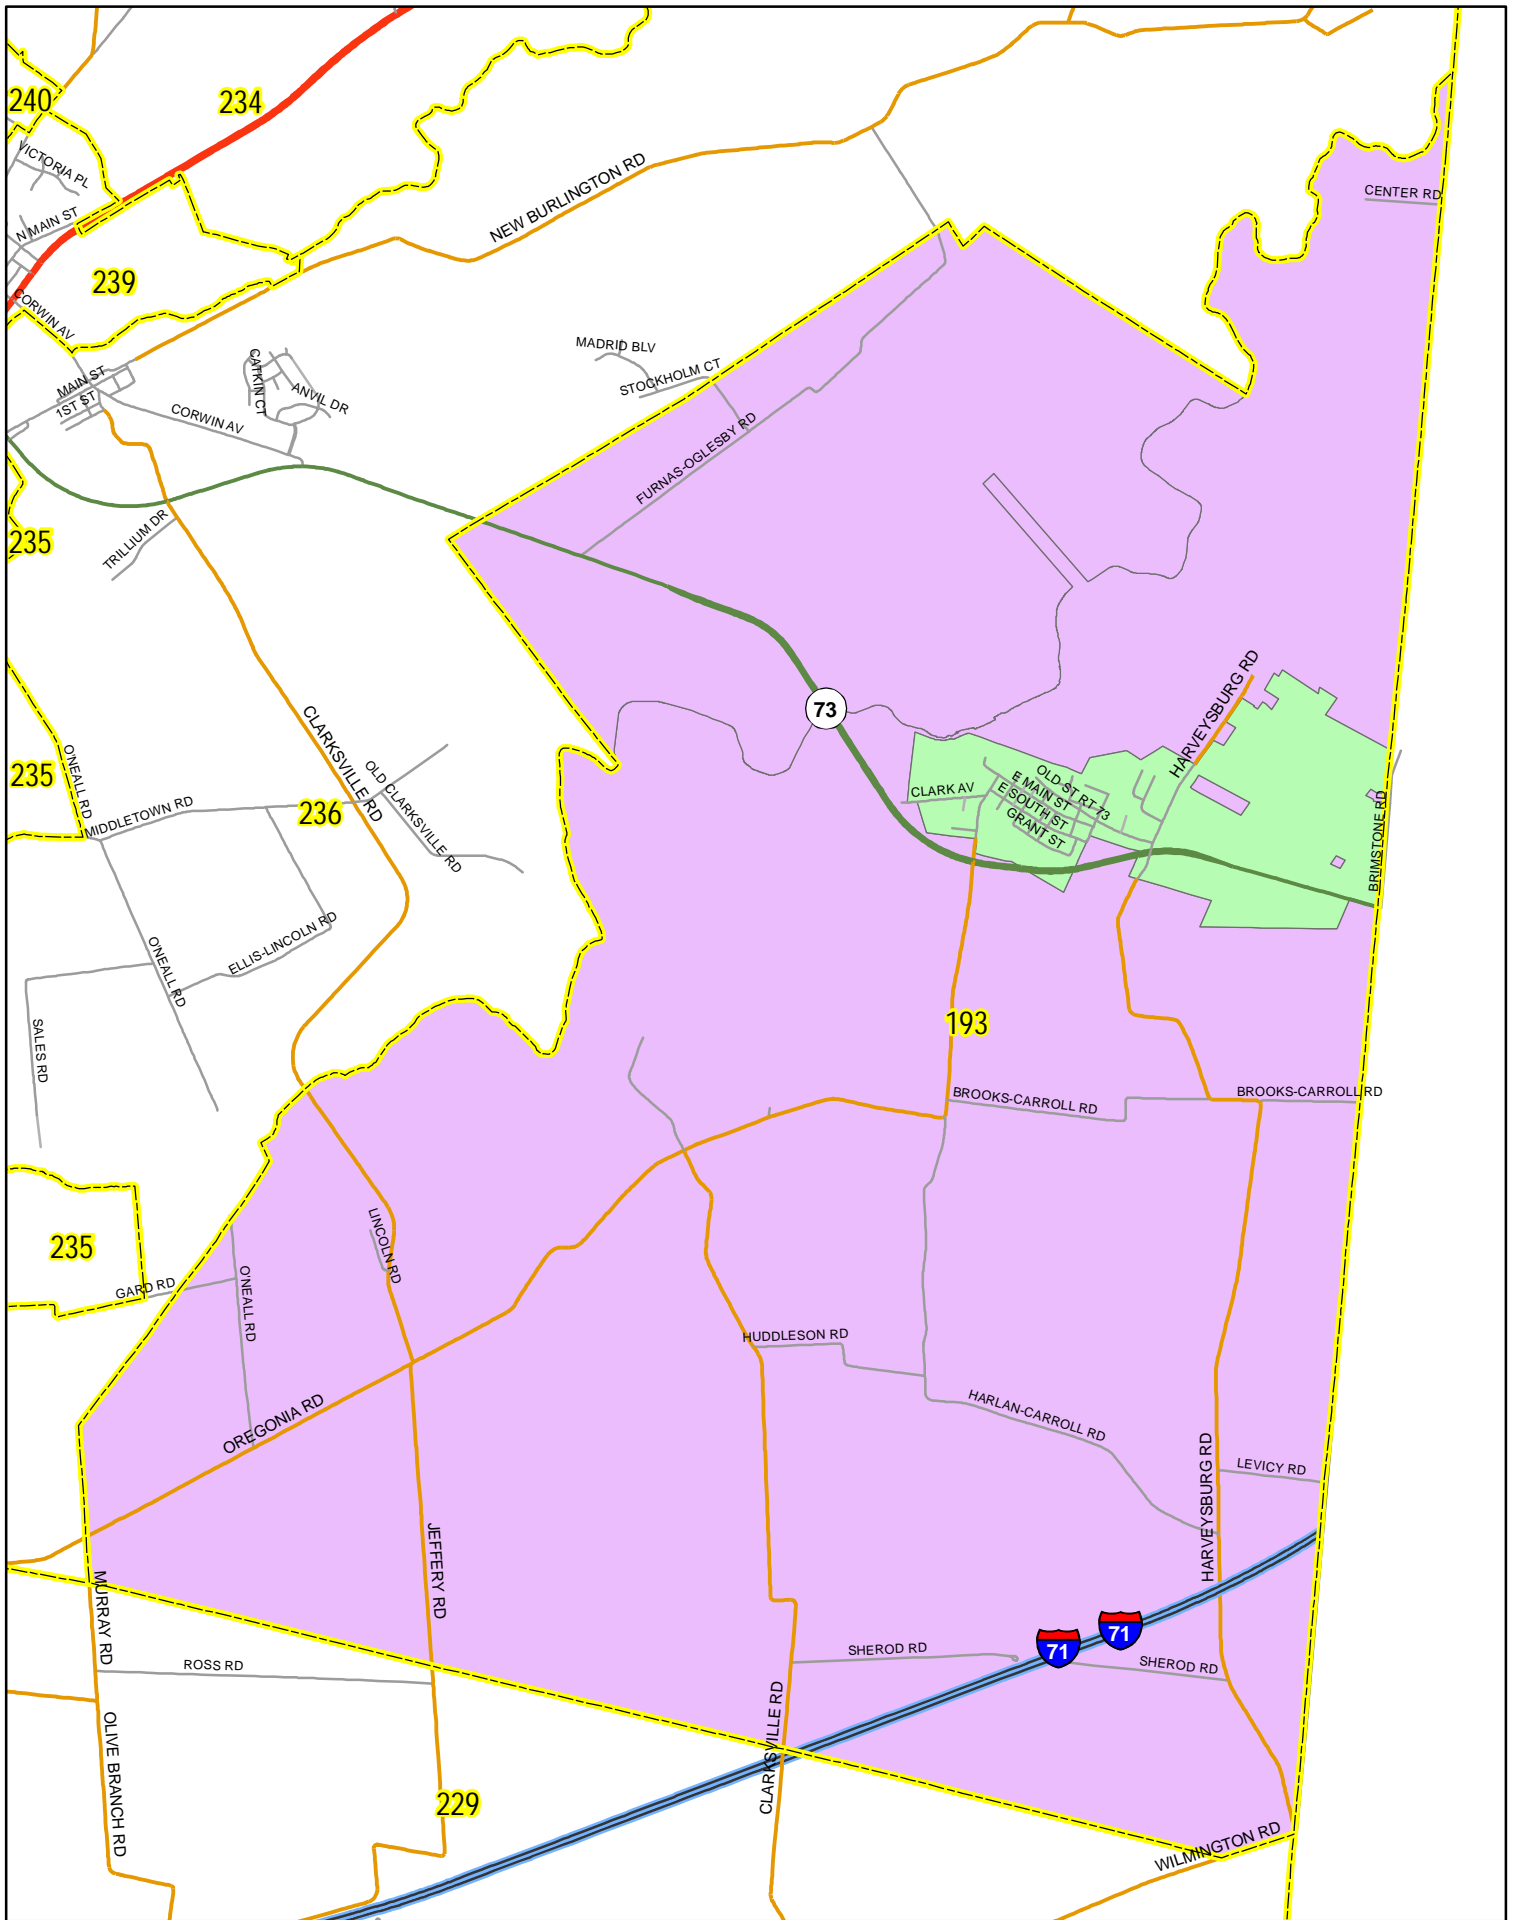 240
234
VICTORIA PL
N MAIN ST
NEW BURLINGTON RD
CENTER RD
239
CORWIN AV
MADRID BLV
STOCKHOLM CT
CATKIN CT
ANVIL DR
MAIN ST
1ST ST
CORWIN AV
FURNAS-OGLESBY RD
TRILLIUM DR
235
HARVEYSBURG RD
73
CLARKSVILLE RD
235
O'NEALL RD
MIDDLETOWN RD
236
OLD CLARKSVILLE RD
CLARK AV
OLD ST RT 73
E MAIN ST
E SOUTH ST
GRANT ST
BRIMSTONE RD
ELLIS-LINCOLN RD
O'NEALL RD
SALES RD
193
BROOKS-CARROLL RD
BROOKS-CARROLL RD
235
GARD RD
O'NEALL RD
LINCOLN RD
HUDDLESON RD
OREGONIA RD
HARLAN-CARROLL RD
LEVICY RD
HARVEYSBURG RD
JEFFERY RD
MURRAY RD
71
71
SHEROD RD
SHEROD RD
ROSS RD
CLARKSVILLE RD
OLIVE BRANCH RD
229
WILMINGTON RD